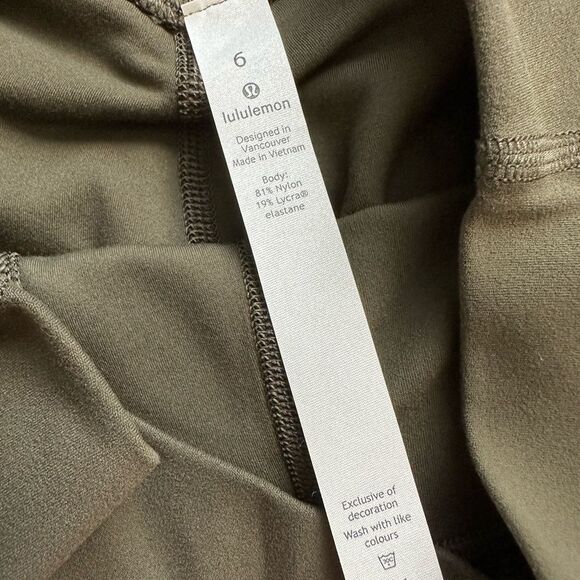 6
lululemon
Designed in
Vancouver
Made in Vietnam
Body:
81% Nylon
19% Lycra®
elastane
Exclusive of
decoration
Wash with like
colours
30C